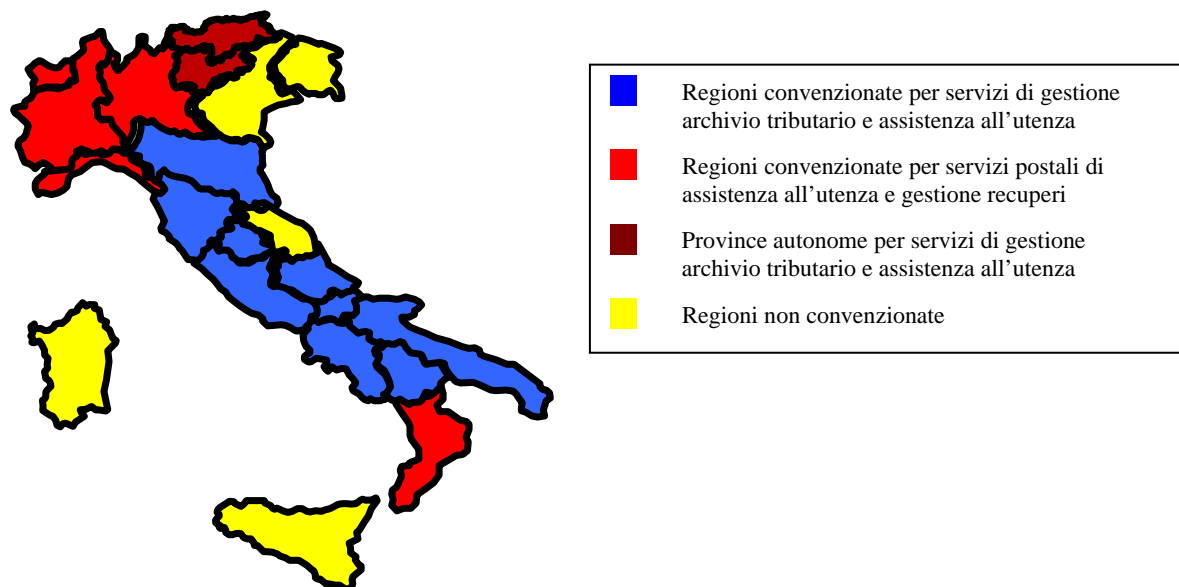 Regioni convenzionate per servizi di gestione
archivio tributario e assistenza all’utenza
Regioni convenzionate per servizi postali di
assistenza all’utenza e gestione recuperi
Province autonome per servizi di gestione
archivio tributario e assistenza all’utenza
Regioni non convenzionate